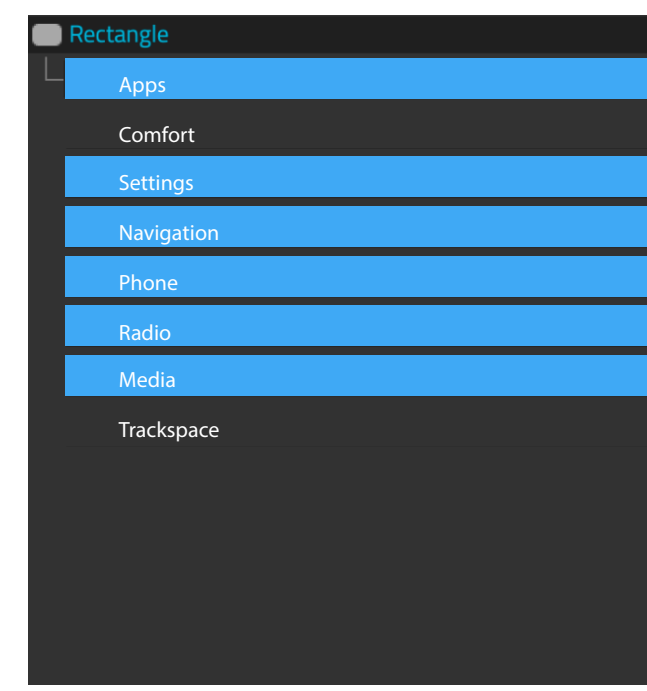 Rectangle
Apps
Comfort
Settings
Navigation
Phone
Radio
Media
Trackspace